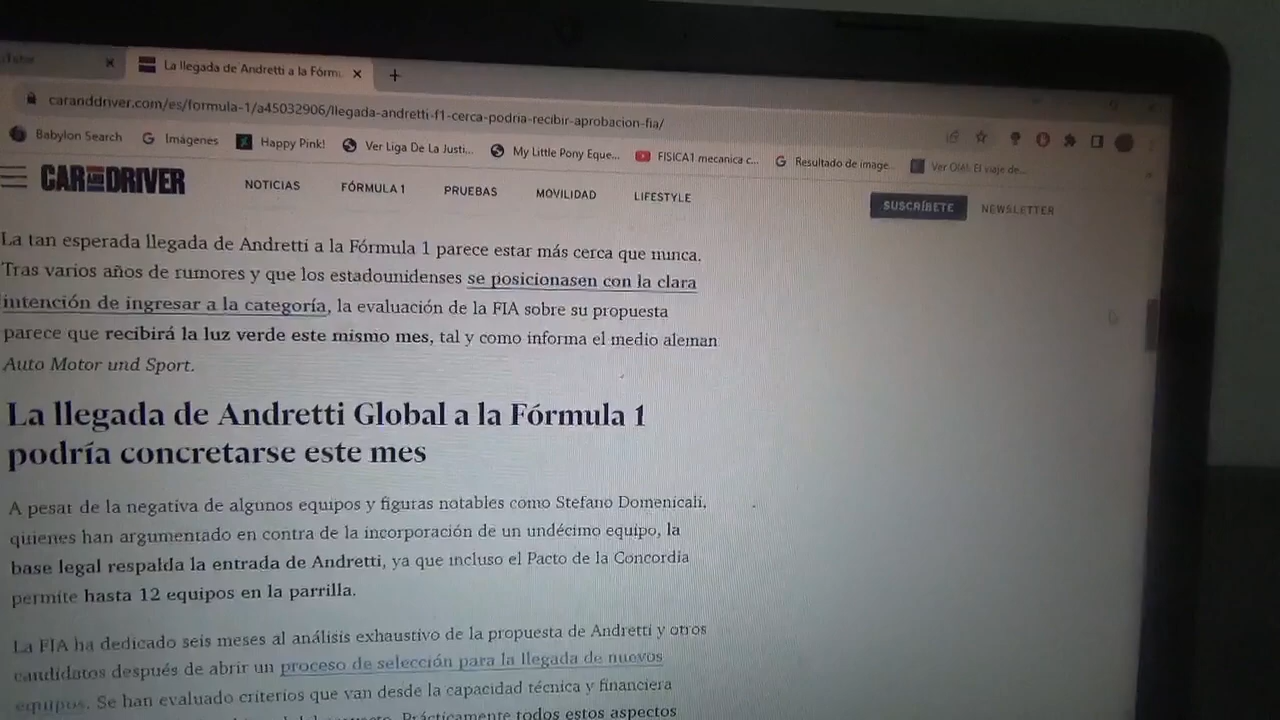 La llegada de Andretti a la Fórmu
caranddriver.com/es/formula-1/a45032906/llegada-andretti-f1-cerca-podria-recibir-aprobacion-fia/
Babylon Search Imágenes Happy Pink! Ver Liga De La Justi... My Little Pony Eque... FISICA1 mecanica c... Resultado de image... Ver Olé! El viaje de...
CAR AND DRIVER NOTICIAS FÓRMULA 1 PRUEBAS MOVILIDAD LIFESTYLE SUSCRÍBETE NEWSLETTER
La tan esperada llegada de Andretti a la Fórmula 1 parece estar más cerca que nunca.
Tras varios años de rumores y que los estadounidenses se posicionasen con la clara
intención de ingresar a la categoría, la evaluación de la FIA sobre su propuesta
parece que recibirá la luz verde este mismo mes, tal y como informa el medio aleman
Auto Motor und Sport.
La llegada de Andretti Global a la Fórmula 1
podría concretarse este mes
A pesar de la negativa de algunos equipos y figuras notables como Stefano Domenicali,
quienes han argumentado en contra de la incorporación de un undécimo equipo, la
base legal respalda la entrada de Andretti, ya que incluso el Pacto de la Concordia
permite hasta 12 equipos en la parrilla.
La FIA ha dedicado seis meses al análisis exhaustivo de la propuesta de Andretti y otros
candidatos después de abrir un proceso de selección para la llegada de nuevos
equipos. Se han evaluado criterios que van desde la capacidad técnica y financiera
Prácticamente todos estos aspectos